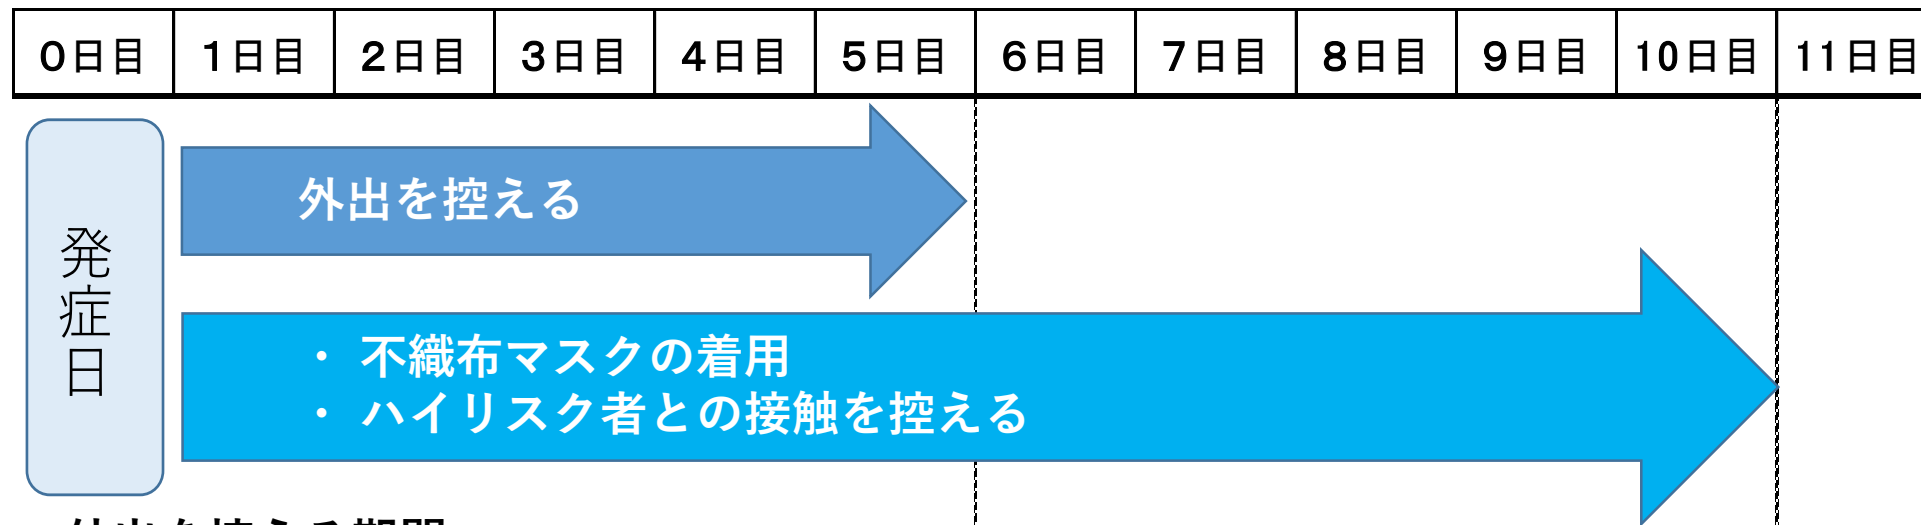 0日目 1日目 2日目 3日目 4日目 5日目 6日目 7日目 8日目 9日目 10日目 11日目
発症日
外出を控える
・ 不織布マスクの着用
・ ハイリスク者との接触を控える